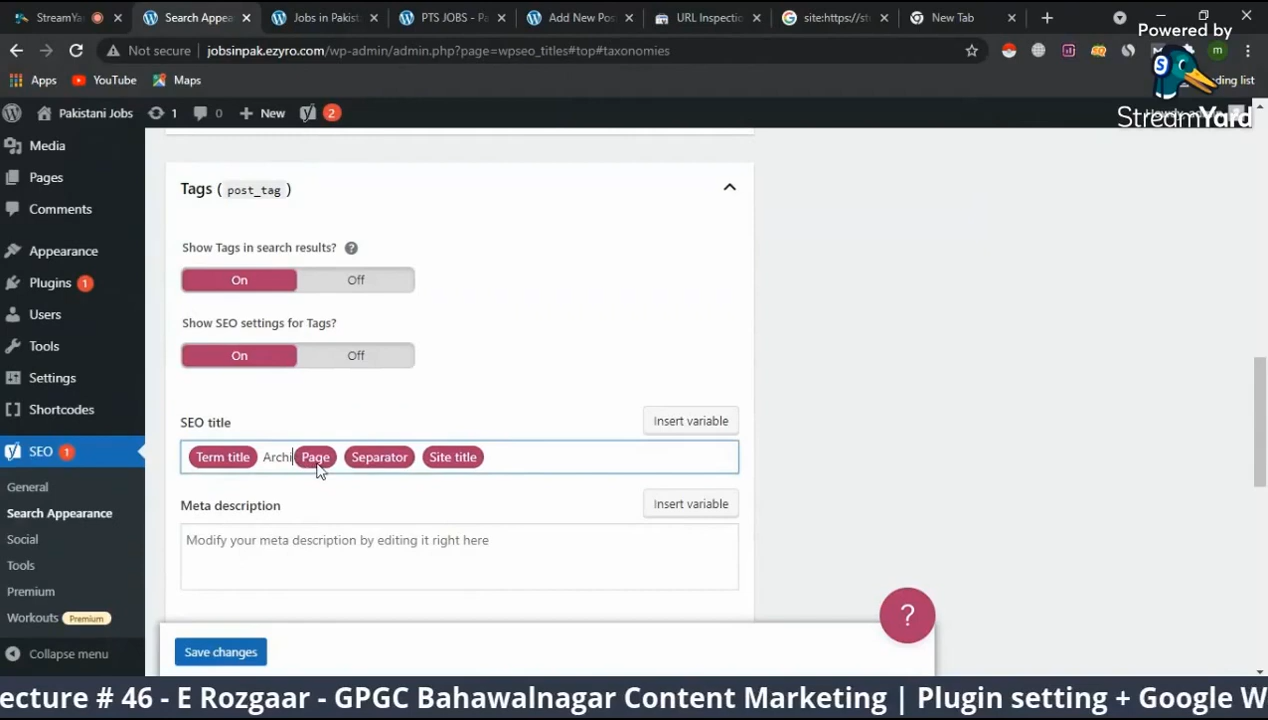 StreamYa
Search Appea
Jobs in Pakist
PTS JOBS - Pa
Add New Pos
URL Inspectio
site:https://st
New Tab
Powered by
Not secure
jobsinpak.ezyro.com/wp-admin/admin.php?page=wpseo_titles#top#taxonomies
m
Apps
YouTube
Maps
ding list
StreamYard
Pakistani Jobs
1
0
New
2
Media
Pages
Comments
Appearance
Plugins 1
Users
Tools
Settings
Shortcodes
SEO 1
General
Search Appearance
Social
Tools
Premium
Workouts Premium
Collapse menu
Tags ( post_tag )
Show Tags in search results? ?
On Off
Show SEO settings for Tags?
On Off
SEO title
Insert variable
Term title Archi Page Separator Site title
Meta description
Insert variable
Modify your meta description by editing it right here
Save changes
?
ecture # 46 - E Rozgaar - GPGC Bahawalnagar Content Marketing | Plugin setting + Google W